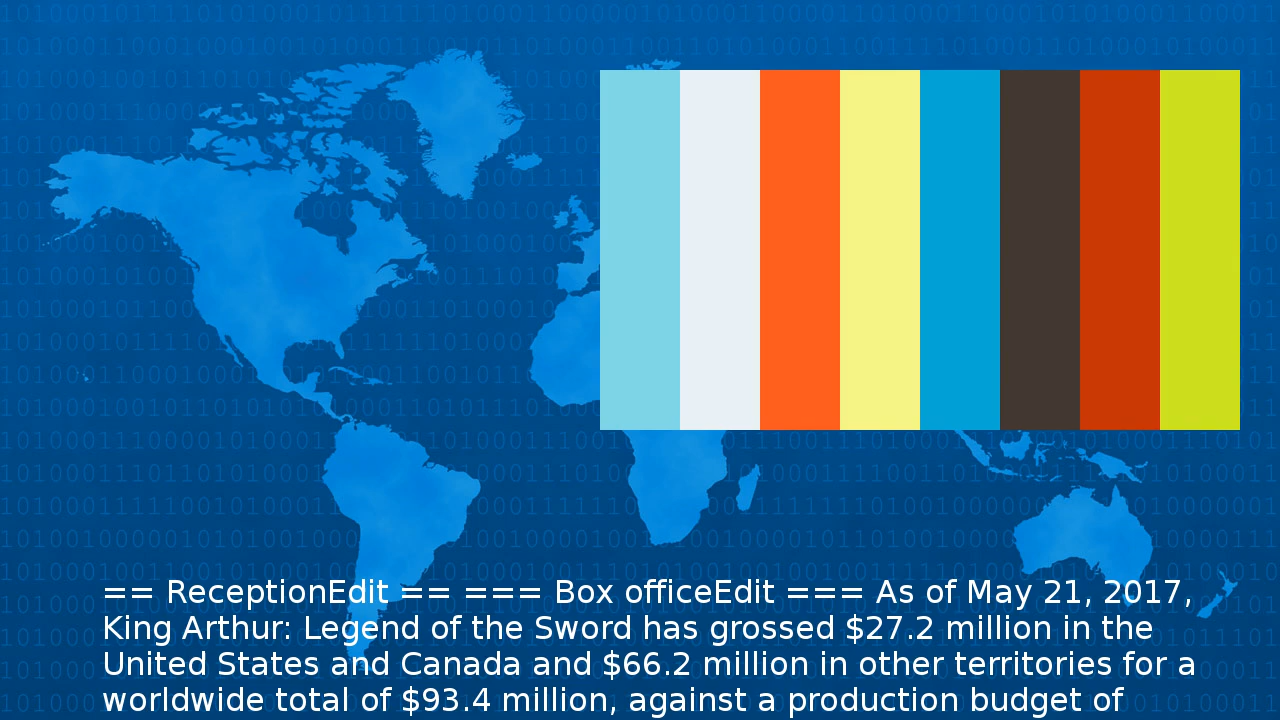 == ReceptionEdit == === Box officeEdit === As of May 21, 2017,
King Arthur: Legend of the Sword has grossed $27.2 million in the
United States and Canada and $66.2 million in other territories for a
worldwide total of $93.4 million, against a production budget of